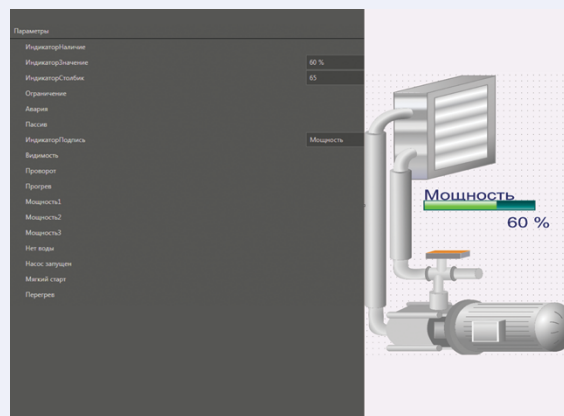 Параметры
ИндикаторНаличие
ИндикаторЗначение 60 %
ИндикаторСтолбик 65
Ограничение
Авария
Пассив
ИндикаторПодпись Мощность
Видимость
Проворот
Прогрев
Мощность1
Мощность2
Мощность3
Нет воды
Насос запущен
Мягкий старт
Перегрев
Мощность
60 %